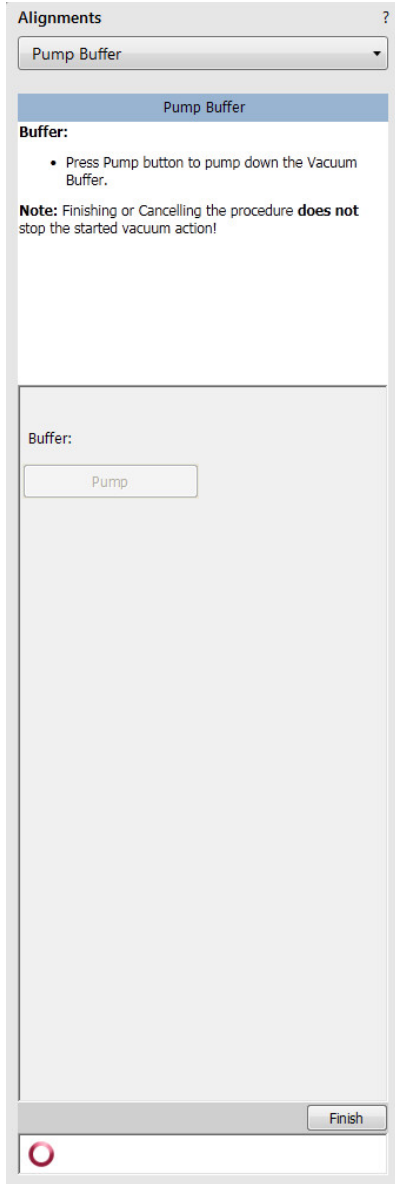 Alignments ?
Pump Buffer
Pump Buffer
Buffer:
• Press Pump button to pump down the Vacuum
Buffer.
Note: Finishing or Cancelling the procedure does not
stop the started vacuum action!
Buffer:
Pump
Finish